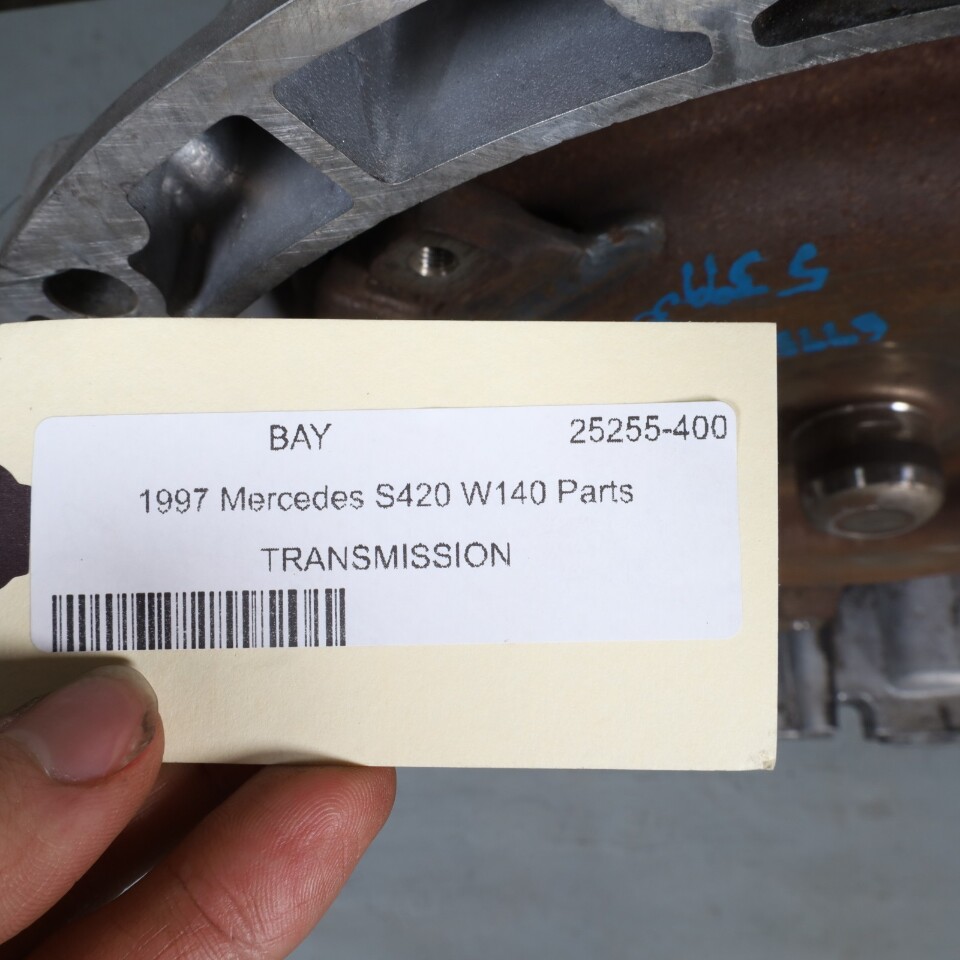 BAY 25255-400
1997 Mercedes S420 W140 Parts
TRANSMISSION